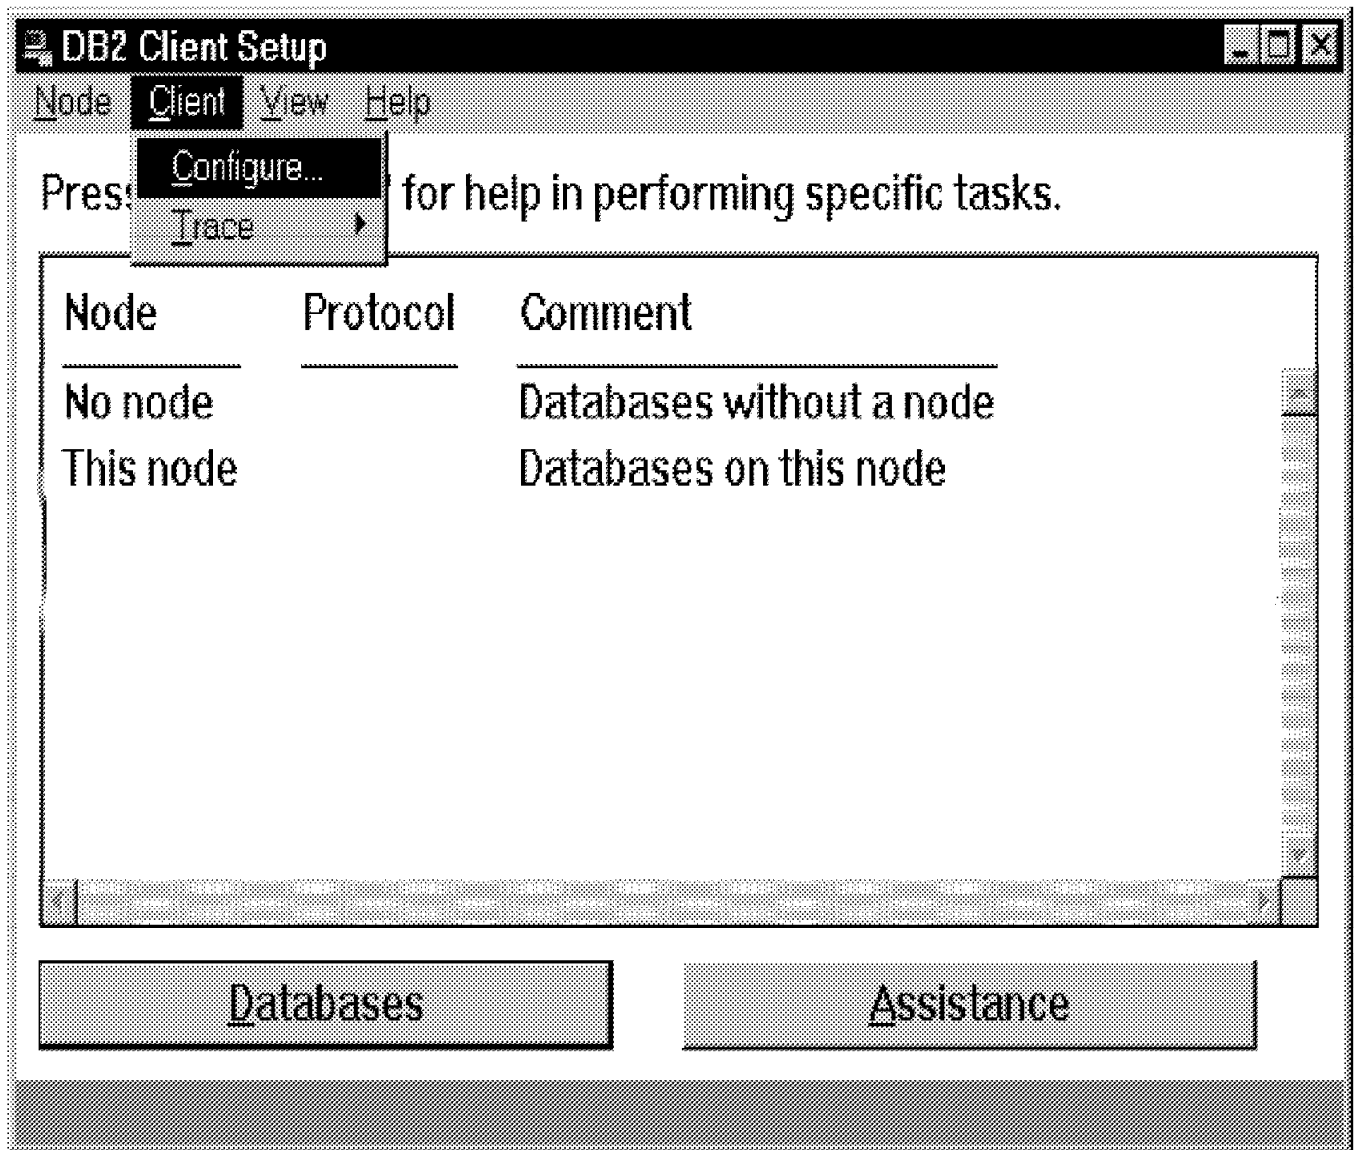 DB2 Client Setup
Node Client View Help
Configure...
Press for help in performing specific tasks.
Trace
Node Protocol Comment
No node Databases without a node
This node Databases on this node
Databases Assistance